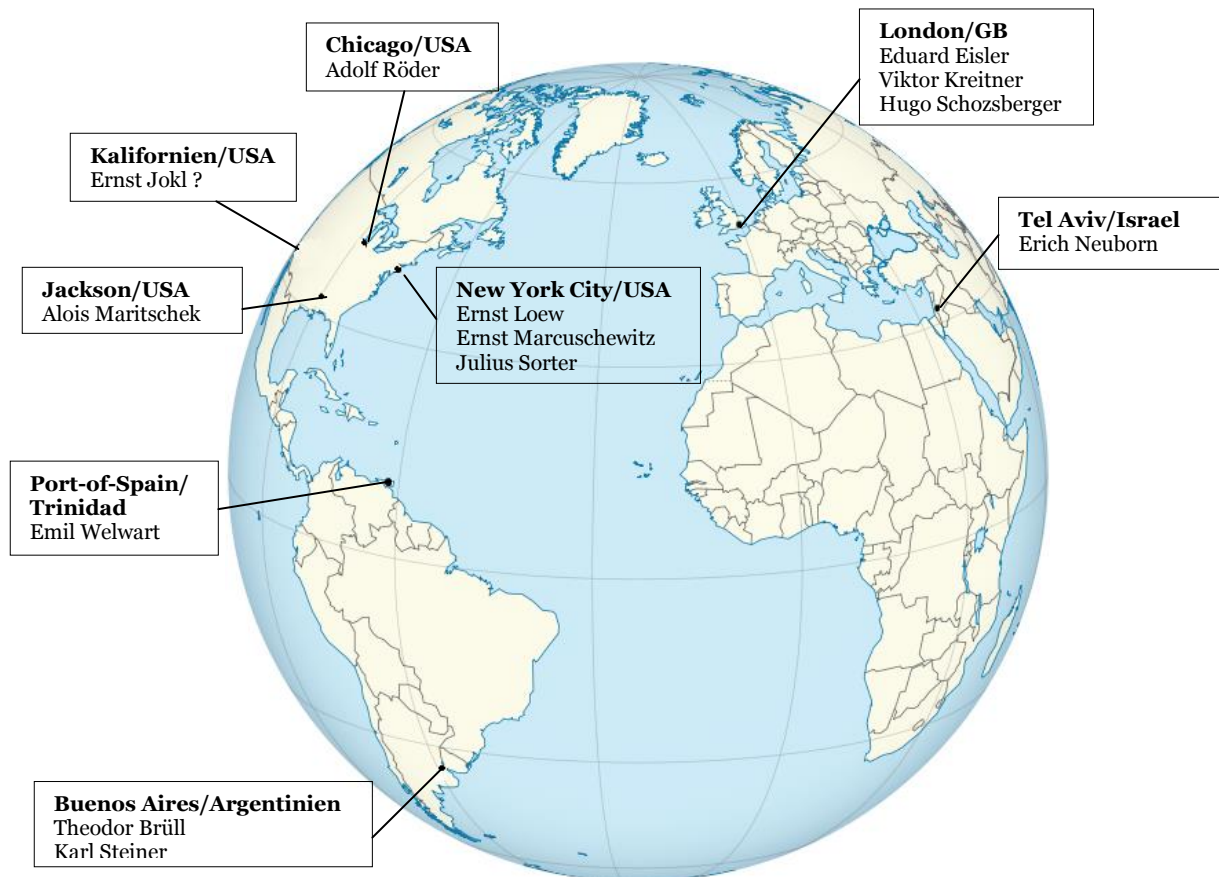 Chicago/USA
Adolf Röder
London/GB
Eduard Eisler
Viktor Kreitner
Hugo Schozsberger
Kalifornien/USA
Ernst Jokl ?
Tel Aviv/Israel
Erich Neuborn
Jackson/USA
Alois Maritschek
New York City/USA
Ernst Loew
Ernst Marcuschewitz
Julius Sorter
Port-of-Spain/
Trinidad
Emil Welwart
Buenos Aires/Argentinien
Theodor Brüll
Karl Steiner